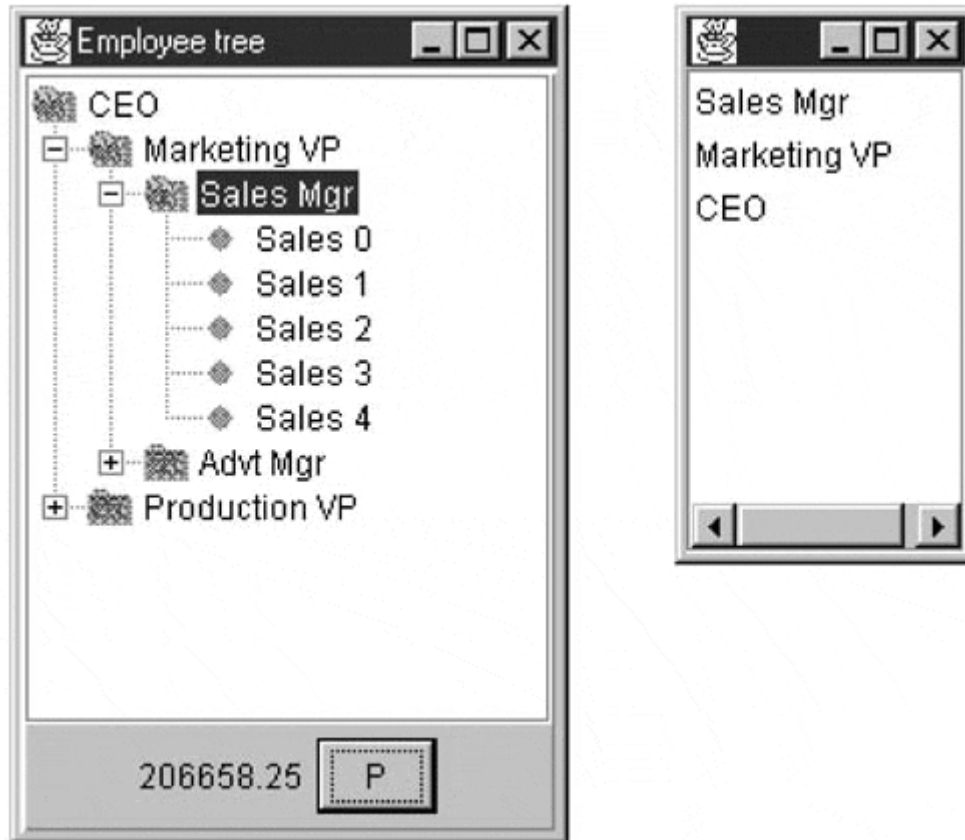 Employee tree
CEO
Marketing VP
Sales Mgr
Sales 0
Sales 1
Sales 2
Sales 3
Sales 4
Advt Mgr
Production VP
206658.25 P
Sales Mgr
Marketing VP
CEO